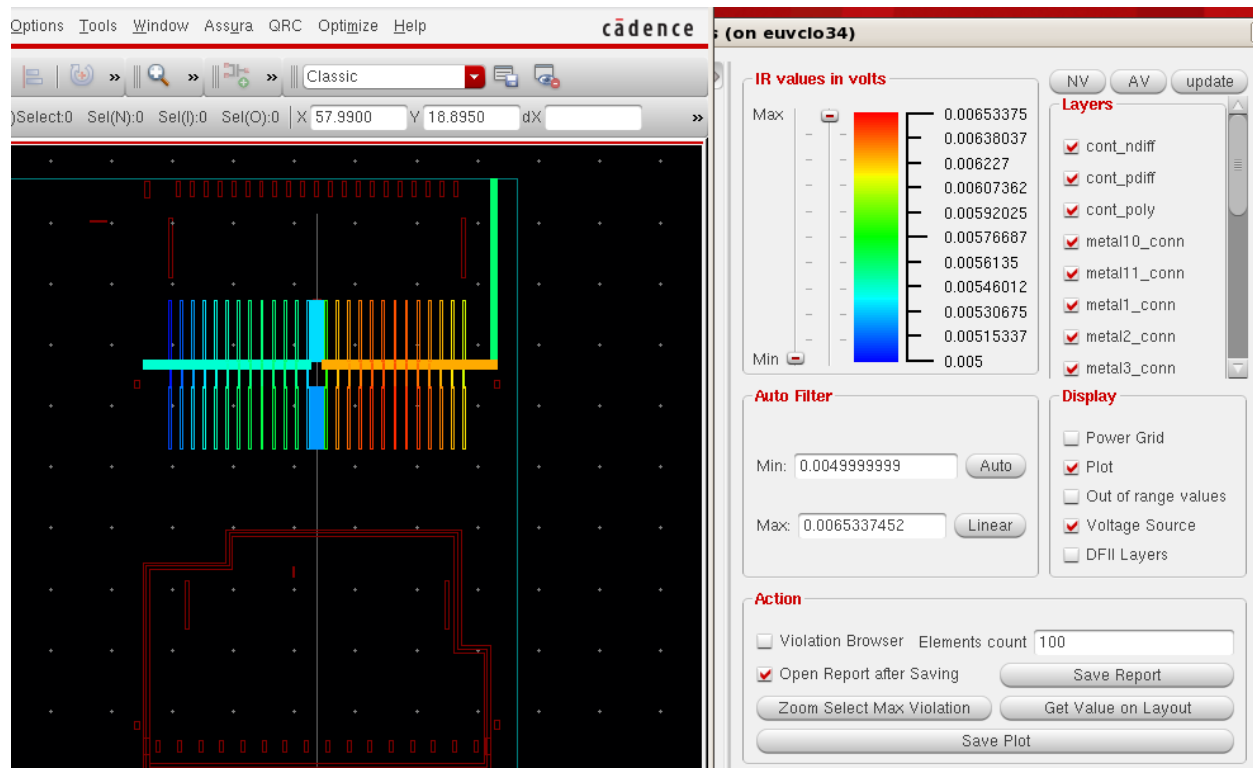 Options Tools Window Assura QRC Optimize Help cādence
» » » Classic
)Select:0 Sel(N):0 Sel(I):0 Sel(O):0 X 57.9900 Y 18.8950 dX »
s (on euvclo34)
IR values in volts
Max
0.00653375
0.00638037
0.006227
0.00607362
0.00592025
0.00576687
0.0056135
0.00546012
0.00530675
0.00515337
Min 0.005
NV AV update
Layers
cont_ndiff
cont_pdiff
cont_poly
metal10_conn
metal11_conn
metal1_conn
metal2_conn
metal3_conn
Auto Filter
Min: 0.0049999999 Auto
Max: 0.0065337452 Linear
Display
Power Grid
Plot
Out of range values
Voltage Source
DFII Layers
Action
Violation Browser Elements count 100
Open Report after Saving Save Report
Zoom Select Max Violation Get Value on Layout
Save Plot